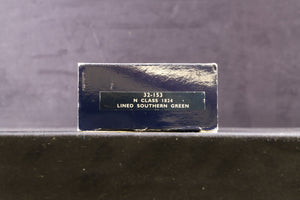 32-153
N CLASS 1824
LINED SOUTHERN GREEN